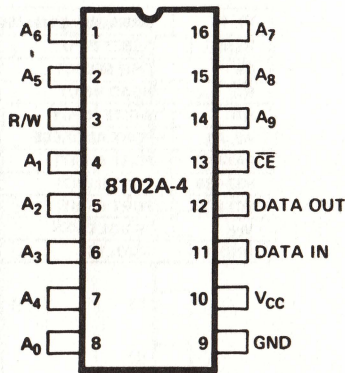 A6 1 16 A7
A5 2 15 A8
R/W 3 14 A9
A1 4 13 C̅E̅
8102A-4
A2 5 12 DATA OUT
A3 6 11 DATA IN
A4 7 10 VCC
A0 8 9 GND